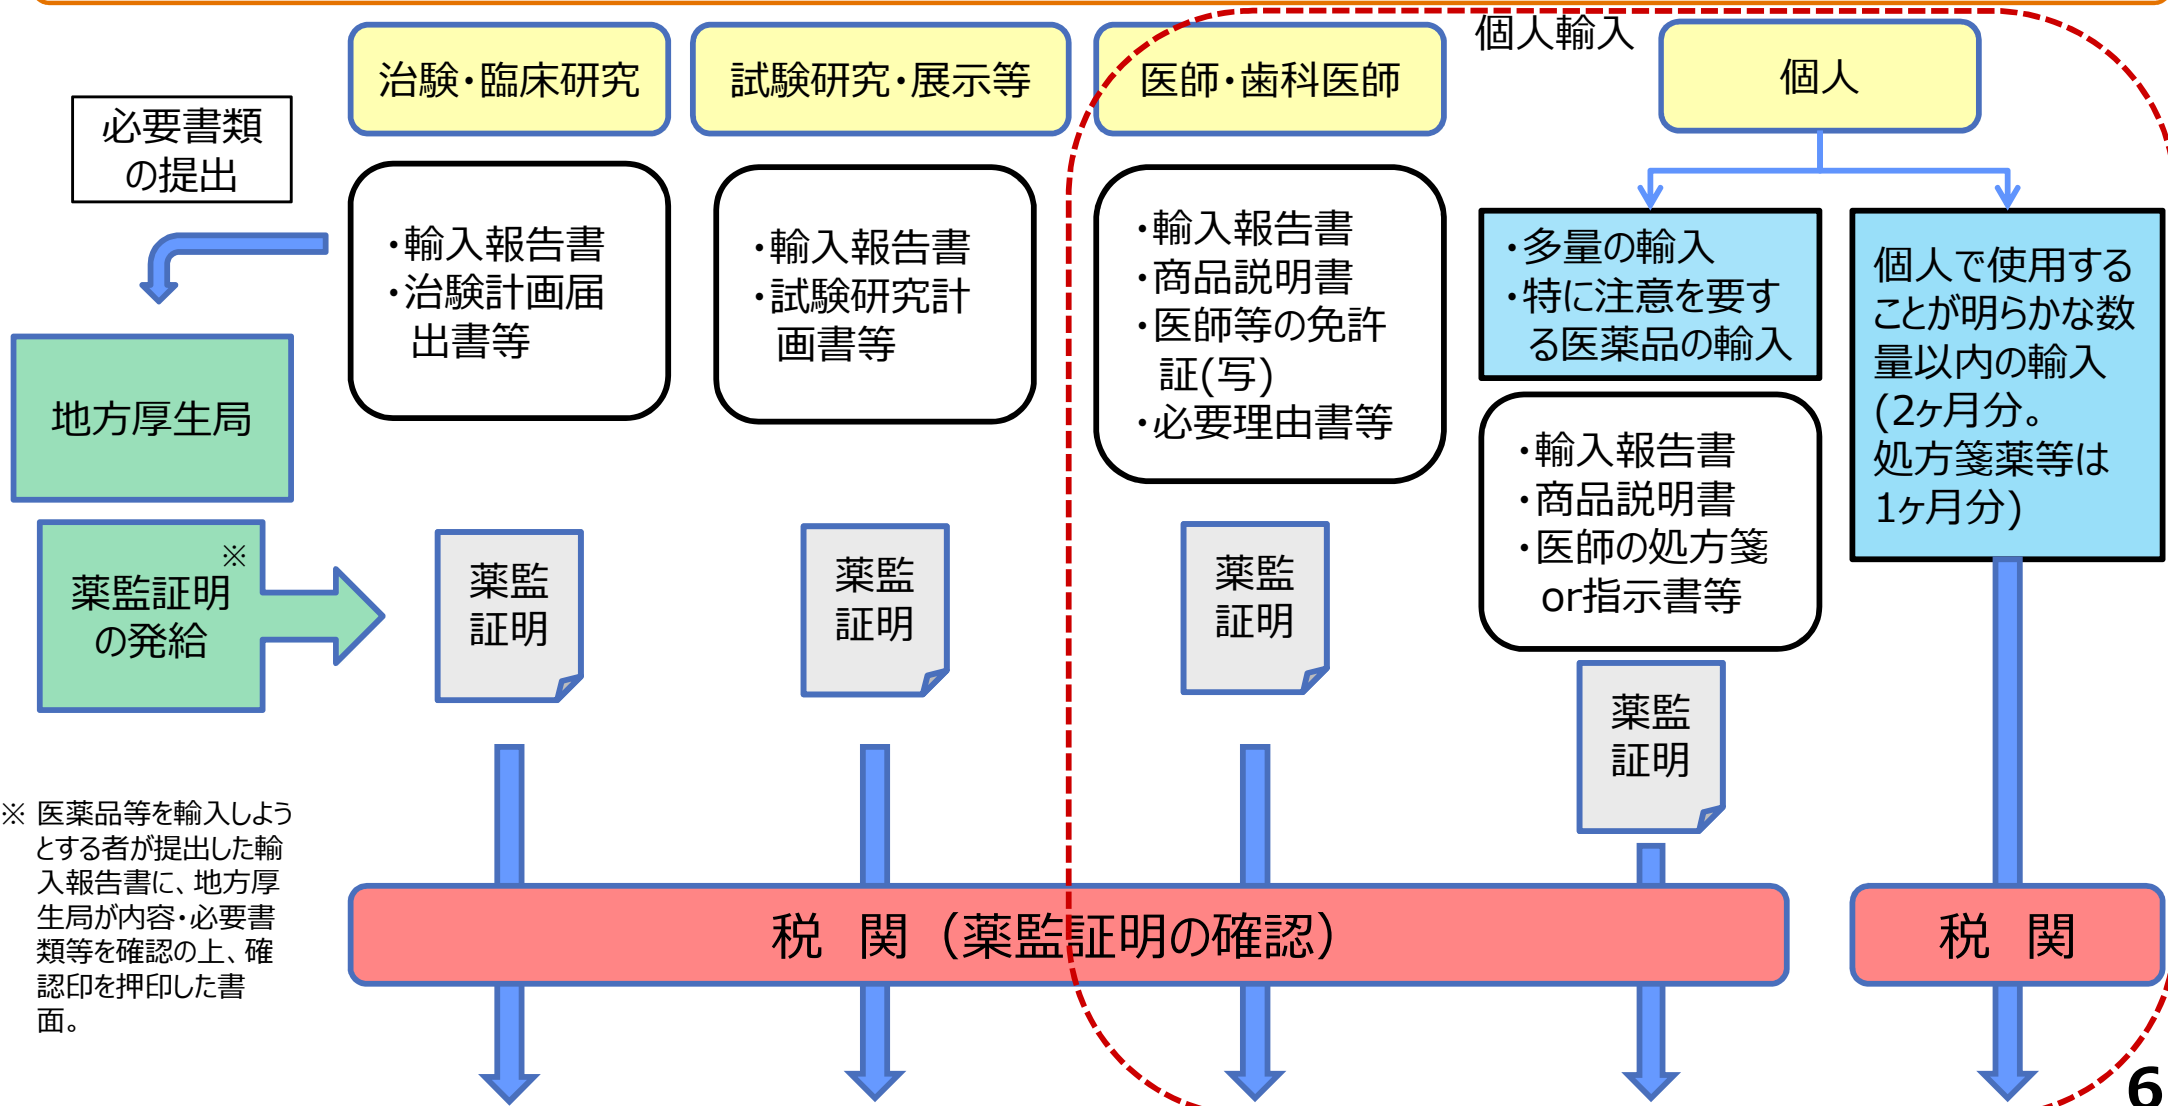 個人輸入
治験・臨床研究
試験研究・展示等
医師・歯科医師
個人
必要書類
の提出
・輸入報告書
・治験計画届
出書等
・輸入報告書
・試験研究計
画書等
・輸入報告書
・商品説明書
・医師等の免許
証(写)
・必要理由書等
・多量の輸入
・特に注意を要す
る医薬品の輸入
個人で使用する
ことが明らかな数
量以内の輸入
(2ヶ月分。
処方箋薬等は
1ヶ月分)
・輸入報告書
・商品説明書
・医師の処方箋
or指示書等
地方厚生局
※
薬監証明
の発給
薬監
証明
薬監
証明
薬監
証明
薬監
証明
※ 医薬品等を輸入しよう
とする者が提出した輸
入報告書に、地方厚
生局が内容・必要書
類等を確認の上、確
認印を押印した書
面。
税 関（薬監証明の確認）
税 関
6